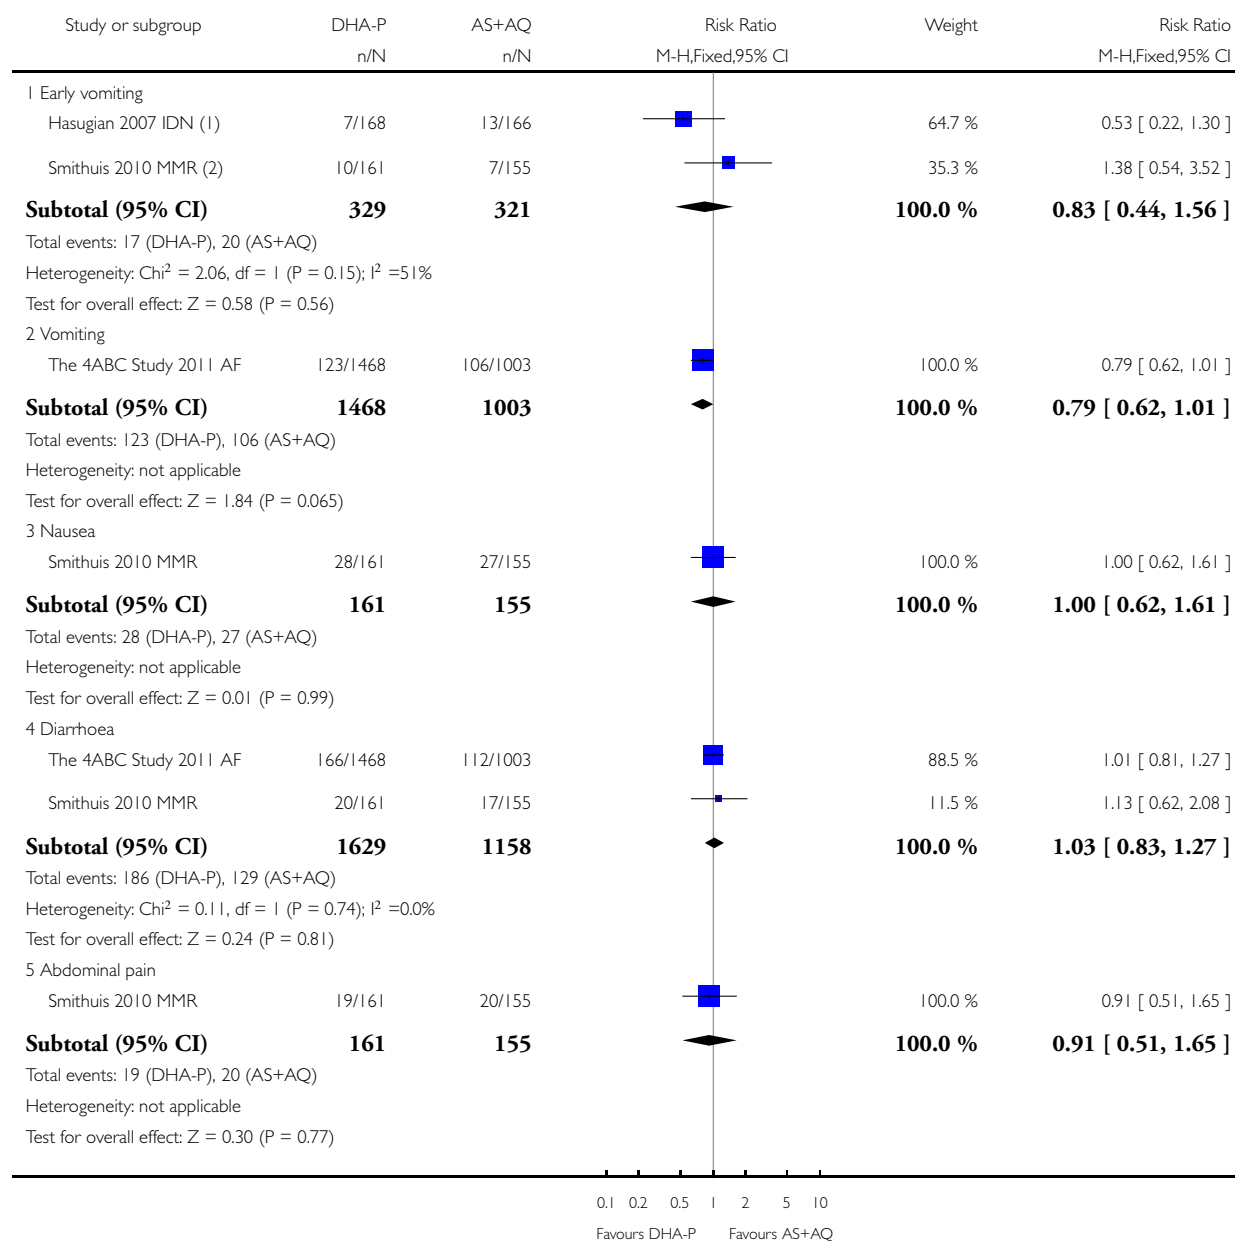 Study or subgroup DHA-P AS+AQ Risk Ratio Weight Risk Ratio
n/N n/N M-H,Fixed,95% CI M-H,Fixed,95% CI
1 Early vomiting
Hasugian 2007 IDN (1) 7/168 13/166 64.7 % 0.53 [ 0.22, 1.30 ]
Smithuis 2010 MMR (2) 10/161 7/155 35.3 % 1.38 [ 0.54, 3.52 ]
Subtotal (95% CI) 329 321 100.0 % 0.83 [ 0.44, 1.56 ]
Total events: 17 (DHA-P), 20 (AS+AQ)
Heterogeneity: Chi² = 2.06, df = 1 (P = 0.15); I² =51%
Test for overall effect: Z = 0.58 (P = 0.56)
2 Vomiting
The 4ABC Study 2011 AF 123/1468 106/1003 100.0 % 0.79 [ 0.62, 1.01 ]
Subtotal (95% CI) 1468 1003 100.0 % 0.79 [ 0.62, 1.01 ]
Total events: 123 (DHA-P), 106 (AS+AQ)
Heterogeneity: not applicable
Test for overall effect: Z = 1.84 (P = 0.065)
3 Nausea
Smithuis 2010 MMR 28/161 27/155 100.0 % 1.00 [ 0.62, 1.61 ]
Subtotal (95% CI) 161 155 100.0 % 1.00 [ 0.62, 1.61 ]
Total events: 28 (DHA-P), 27 (AS+AQ)
Heterogeneity: not applicable
Test for overall effect: Z = 0.01 (P = 0.99)
4 Diarrhoea
The 4ABC Study 2011 AF 166/1468 112/1003 88.5 % 1.01 [ 0.81, 1.27 ]
Smithuis 2010 MMR 20/161 17/155 11.5 % 1.13 [ 0.62, 2.08 ]
Subtotal (95% CI) 1629 1158 100.0 % 1.03 [ 0.83, 1.27 ]
Total events: 186 (DHA-P), 129 (AS+AQ)
Heterogeneity: Chi² = 0.11, df = 1 (P = 0.74); I² =0.0%
Test for overall effect: Z = 0.24 (P = 0.81)
5 Abdominal pain
Smithuis 2010 MMR 19/161 20/155 100.0 % 0.91 [ 0.51, 1.65 ]
Subtotal (95% CI) 161 155 100.0 % 0.91 [ 0.51, 1.65 ]
Total events: 19 (DHA-P), 20 (AS+AQ)
Heterogeneity: not applicable
Test for overall effect: Z = 0.30 (P = 0.77)
0.1 0.2 0.5 1 2 5 10
Favours DHA-P Favours AS+AQ